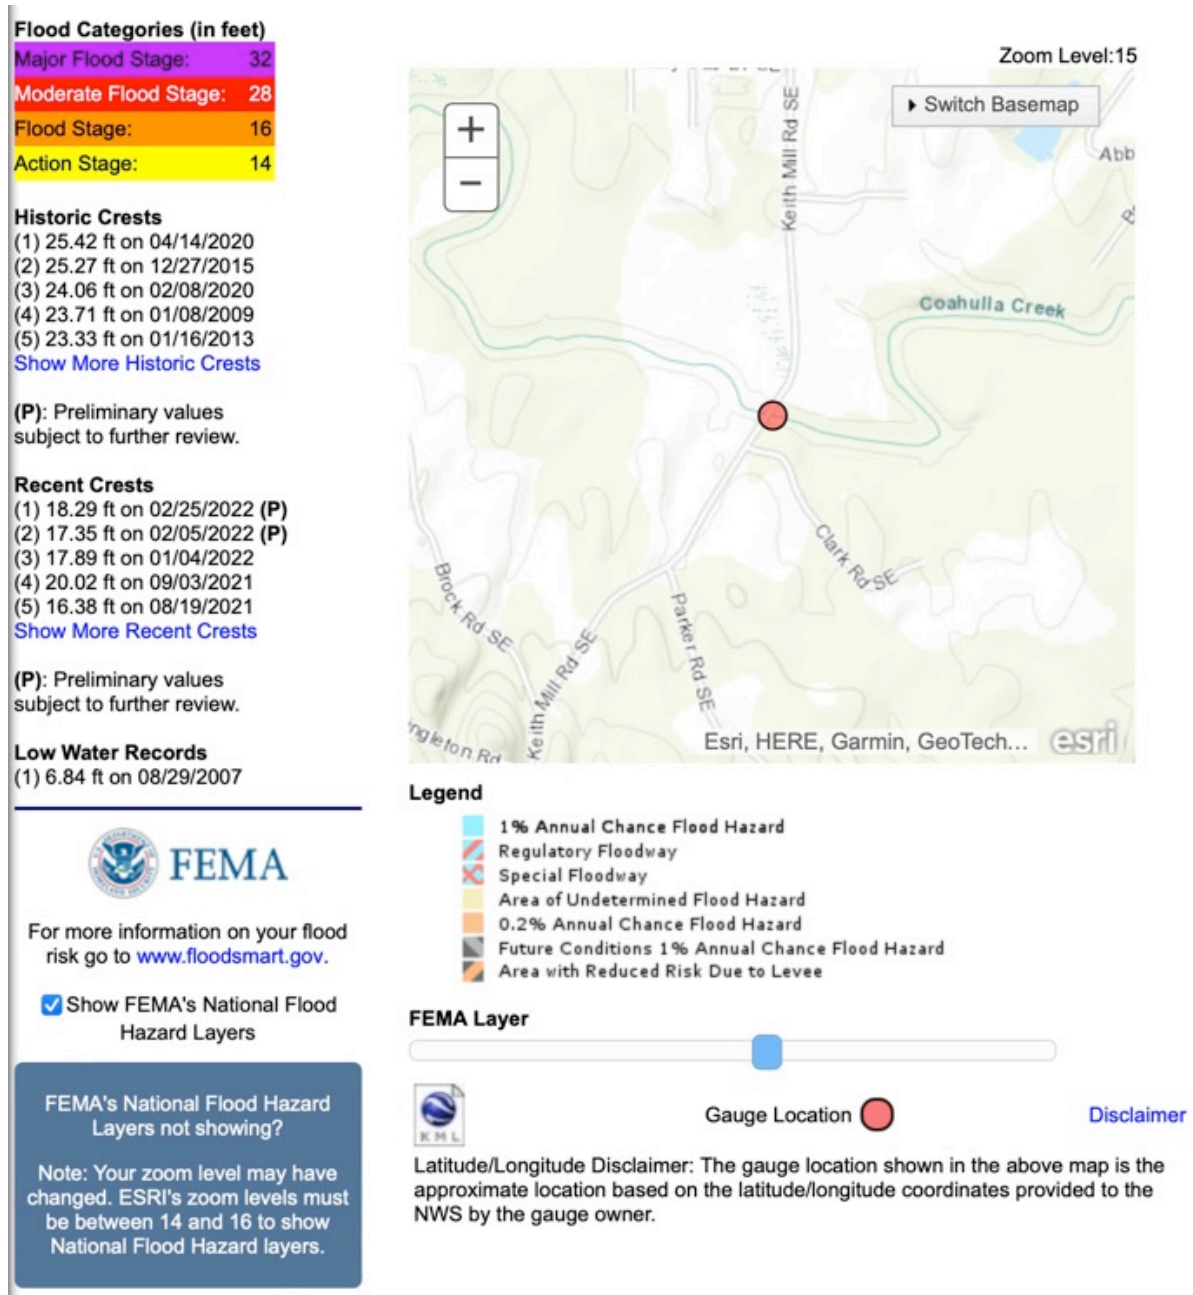 Flood Categories (in feet)
Major Flood Stage: 32
Moderate Flood Stage: 28
Flood Stage: 16
Action Stage: 14
Historic Crests
(1) 25.42 ft on 04/14/2020
(2) 25.27 ft on 12/27/2015
(3) 24.06 ft on 02/08/2020
(4) 23.71 ft on 01/08/2009
(5) 23.33 ft on 01/16/2013
Show More Historic Crests
(P): Preliminary values
subject to further review.
Recent Crests
(1) 18.29 ft on 02/25/2022 (P)
(2) 17.35 ft on 02/05/2022 (P)
(3) 17.89 ft on 01/04/2022
(4) 20.02 ft on 09/03/2021
(5) 16.38 ft on 08/19/2021
Show More Recent Crests
(P): Preliminary values
subject to further review.
Low Water Records
(1) 6.84 ft on 08/29/2007
FEMA
For more information on your flood
risk go to www.floodsmart.gov.
Show FEMA's National Flood
Hazard Layers
FEMA's National Flood Hazard
Layers not showing?
Note: Your zoom level may have
changed. ESRI's zoom levels must
be between 14 and 16 to show
National Flood Hazard layers.
Zoom Level:15
+
−
Switch Basemap
Keith Mill Rd SE
Abb
Coahulla Creek
Clark Rd SE
Brock Rd SE
Parker Rd SE
Keith Mill Rd SE
ngleton Rd
Esri, HERE, Garmin, GeoTech...
esri
Legend
1% Annual Chance Flood Hazard
Regulatory Floodway
Special Floodway
Area of Undetermined Flood Hazard
0.2% Annual Chance Flood Hazard
Future Conditions 1% Annual Chance Flood Hazard
Area with Reduced Risk Due to Levee
FEMA Layer
KML
Gauge Location
Disclaimer
Latitude/Longitude Disclaimer: The gauge location shown in the above map is the
approximate location based on the latitude/longitude coordinates provided to the
NWS by the gauge owner.